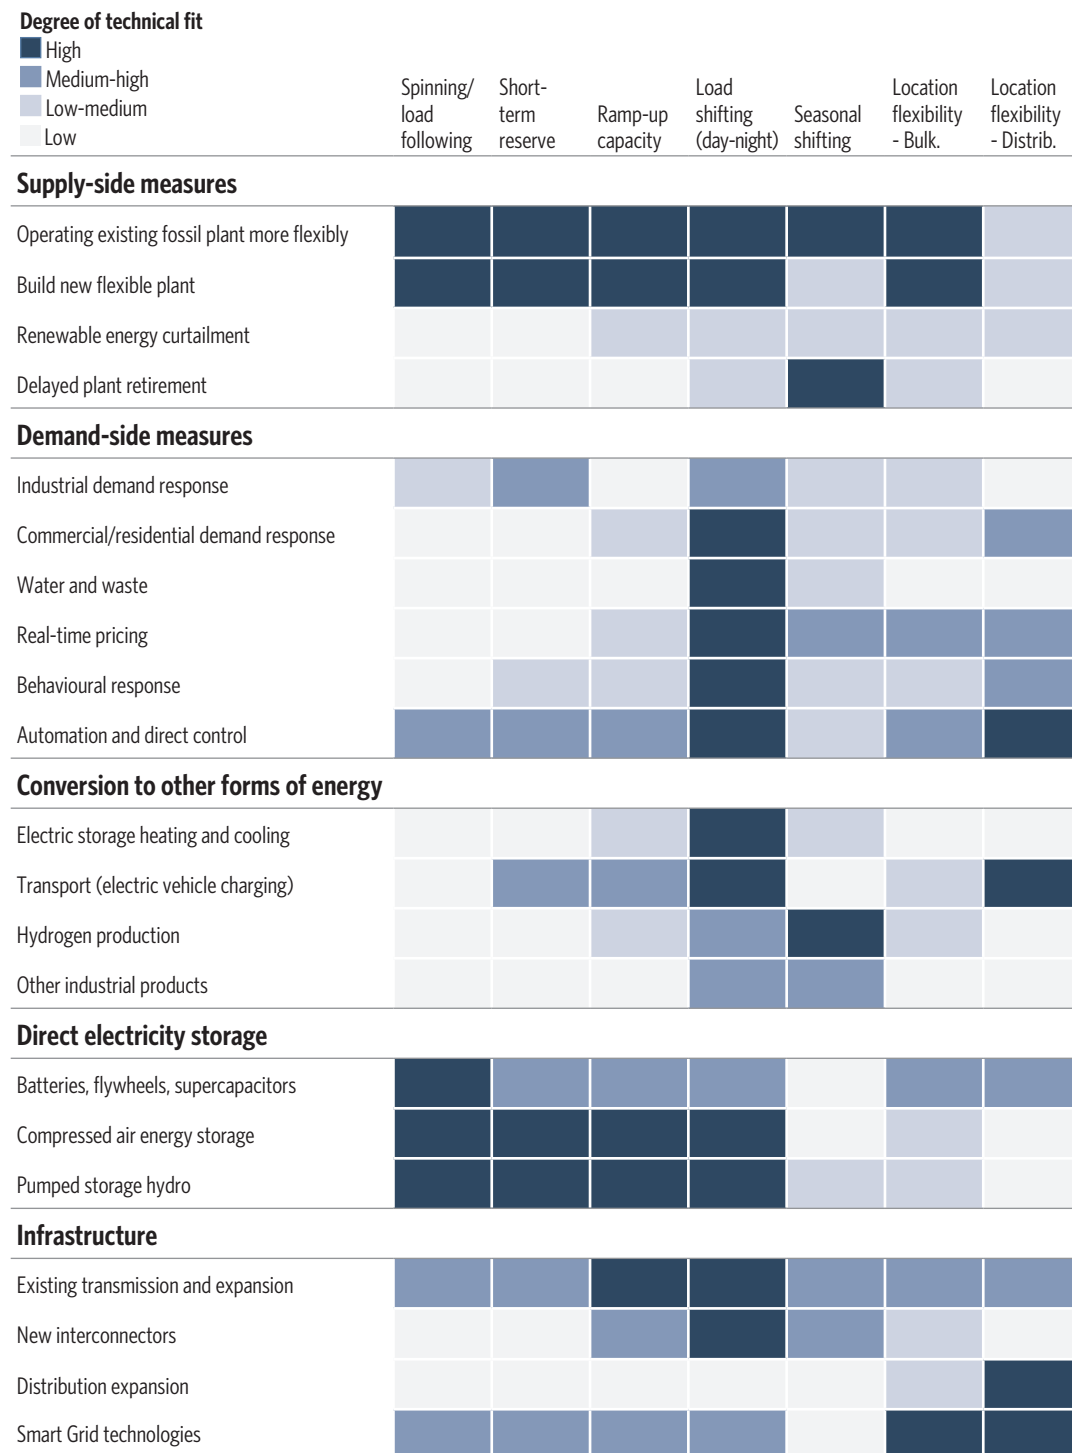 Degree of technical fit
High
Medium-high
Low-medium
Low
Spinning/
load
following
Short-
term
reserve
Ramp-up
capacity
Load
shifting
(day-night)
Seasonal
shifting
Location
flexibility
- Bulk.
Location
flexibility
- Distrib.
Supply-side measures
Operating existing fossil plant more flexibly
Build new flexible plant
Renewable energy curtailment
Delayed plant retirement
Demand-side measures
Industrial demand response
Commercial/residential demand response
Water and waste
Real-time pricing
Behavioural response
Automation and direct control
Conversion to other forms of energy
Electric storage heating and cooling
Transport (electric vehicle charging)
Hydrogen production
Other industrial products
Direct electricity storage
Batteries, flywheels, supercapacitors
Compressed air energy storage
Pumped storage hydro
Infrastructure
Existing transmission and expansion
New interconnectors
Distribution expansion
Smart Grid technologies